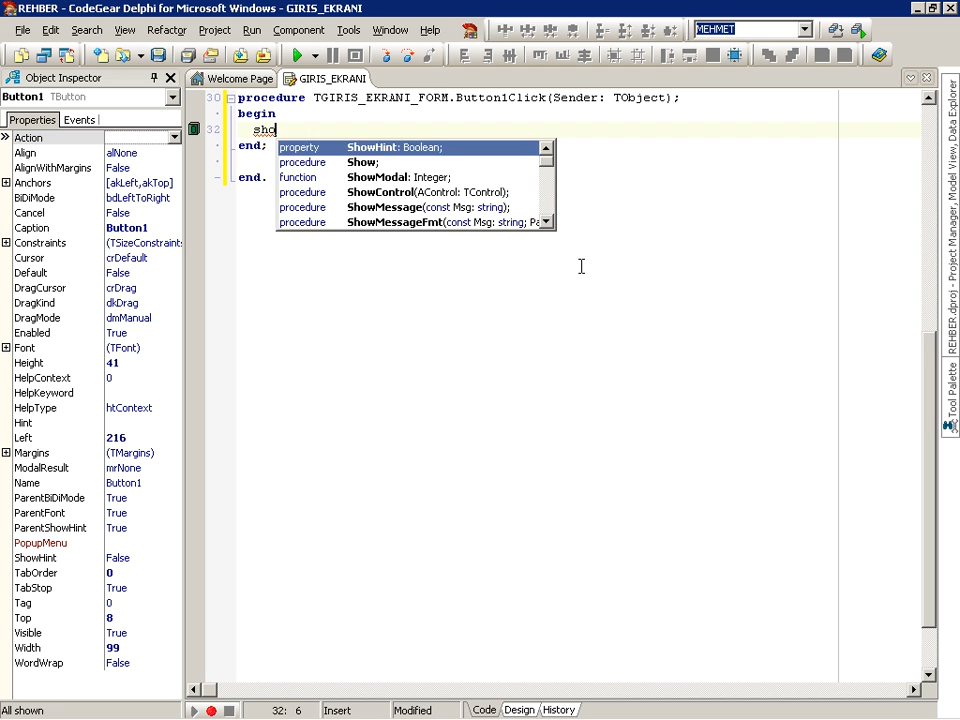 REHBER - CodeGear Delphi for Microsoft Windows - GIRIS_EKRANI
File Edit Search View Refactor Project Run Component Tools Window Help
MEHMET
Object Inspector
Welcome Page GIRIS_EKRANI
Button1 TButton
Properties Events
Action
Align alNone
AlignWithMargins False
Anchors [akLeft,akTop]
BiDiMode bdLeftToRight
Cancel False
Caption Button1
Constraints (TSizeConstraints
Cursor crDefault
Default False
DragCursor crDrag
DragKind dkDrag
DragMode dmManual
Enabled True
Font (TFont)
Height 41
HelpContext 0
HelpKeyword
HelpType htContext
Hint
Left 216
Margins (TMargins)
ModalResult mrNone
Name Button1
ParentBiDiMode True
ParentFont True
ParentShowHint True
PopupMenu
ShowHint False
TabOrder 0
TabStop True
Tag 0
Top 8
Visible True
Width 99
WordWrap False
All shown
30 procedure TGIRIS_EKRANI_FORM.Button1Click(Sender: TObject);
begin
32 sho
end;
end.
property ShowHint: Boolean;
procedure Show;
function ShowModal: Integer;
procedure ShowControl(AControl: TControl);
procedure ShowMessage(const Msg: string);
procedure ShowMessageFmt(const Msg: string; Pa
32: 6 Insert Modified Code Design History
REHBER.dproj - Project Manager, Model View, Data Explorer
Tool Palette